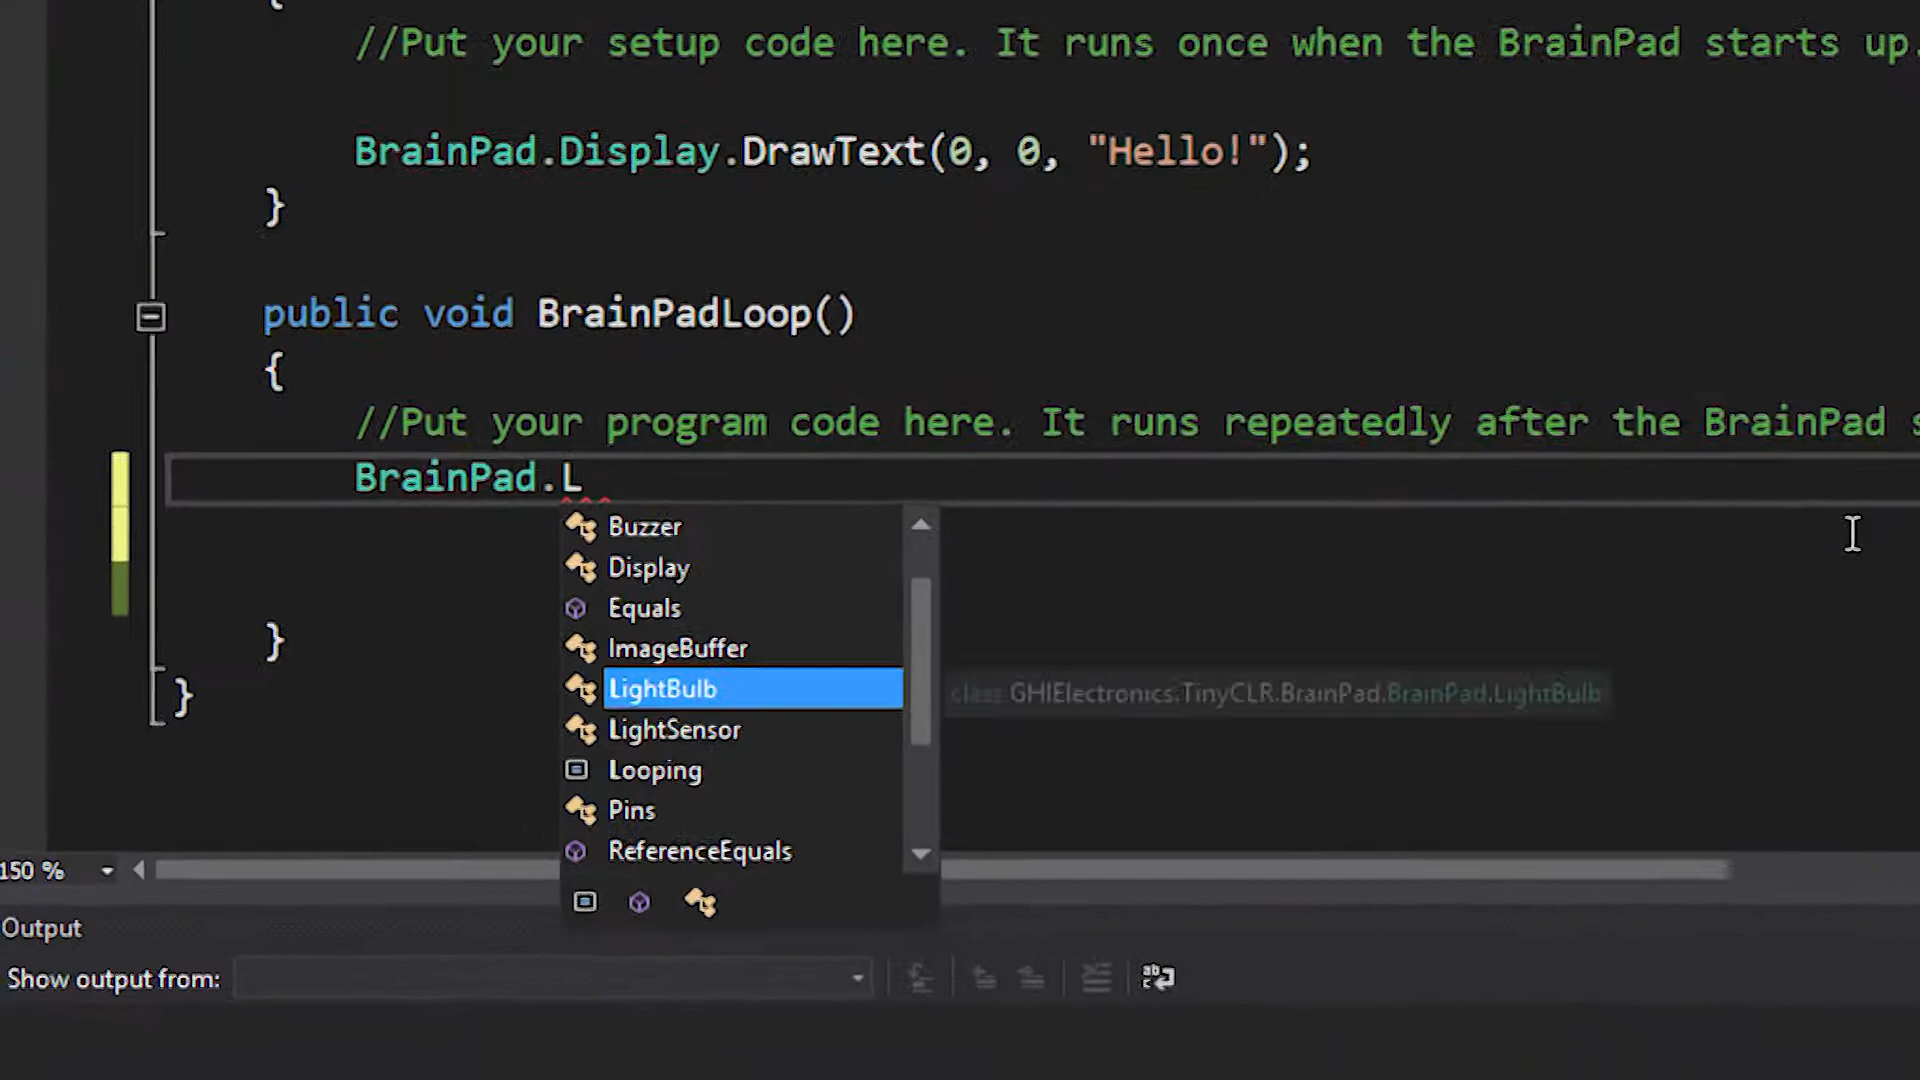 {
//Put your setup code here. It runs once when the BrainPad starts up.
BrainPad.Display.DrawText(0, 0, "Hello!");
}
public void BrainPadLoop()
{
//Put your program code here. It runs repeatedly after the BrainPad s
BrainPad.L
Buzzer
Display
Equals
ImageBuffer
LightBulb
class GHIElectronics.TinyCLR.BrainPad.BrainPad.LightBulb
LightSensor
Looping
Pins
ReferenceEquals
}
}
150 %
Output
Show output from: